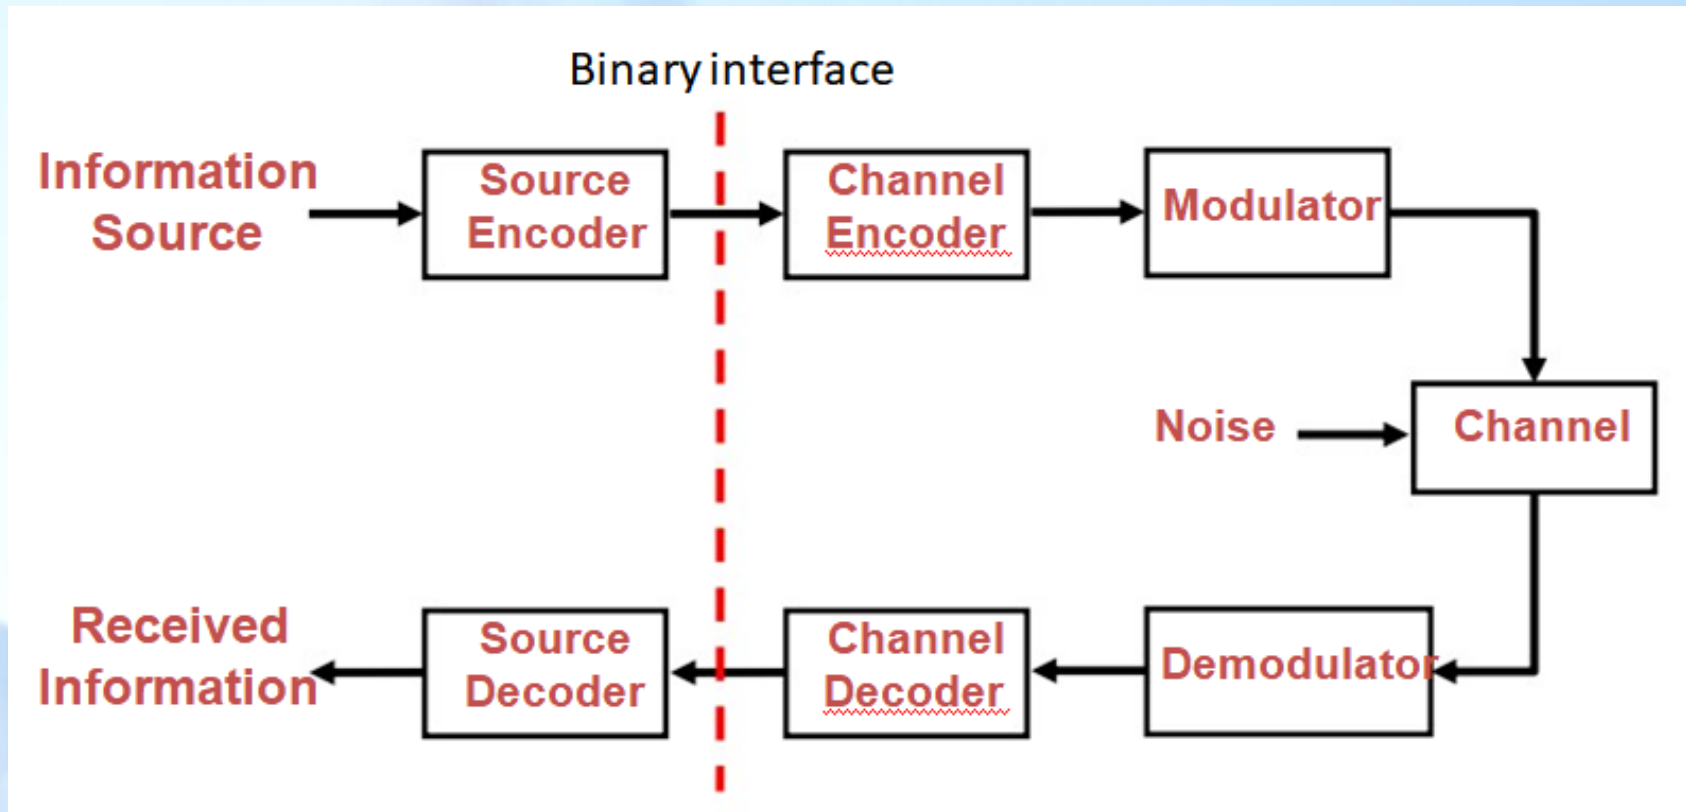 Binary interface
Information
Source
Source
Encoder
Channel
Encoder
Modulator
Noise
Channel
Received
Information
Source
Decoder
Channel
Decoder
Demodulator